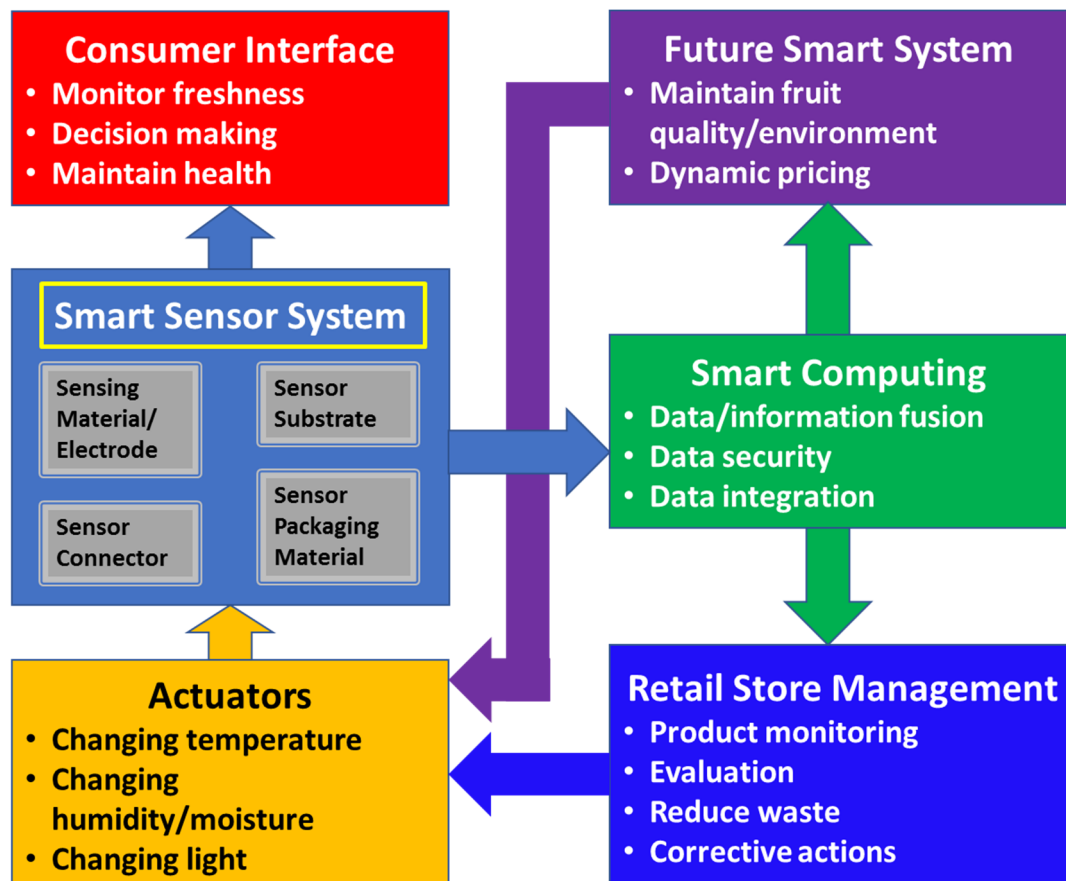 Consumer Interface
• Monitor freshness
• Decision making
• Maintain health
Future Smart System
• Maintain fruit
quality/environment
• Dynamic pricing
Smart Sensor System
Sensing
Material/
Electrode
Sensor
Substrate
Sensor
Connector
Sensor
Packaging
Material
Smart Computing
• Data/information fusion
• Data security
• Data integration
Actuators
• Changing temperature
• Changing
humidity/moisture
• Changing light
Retail Store Management
• Product monitoring
• Evaluation
• Reduce waste
• Corrective actions